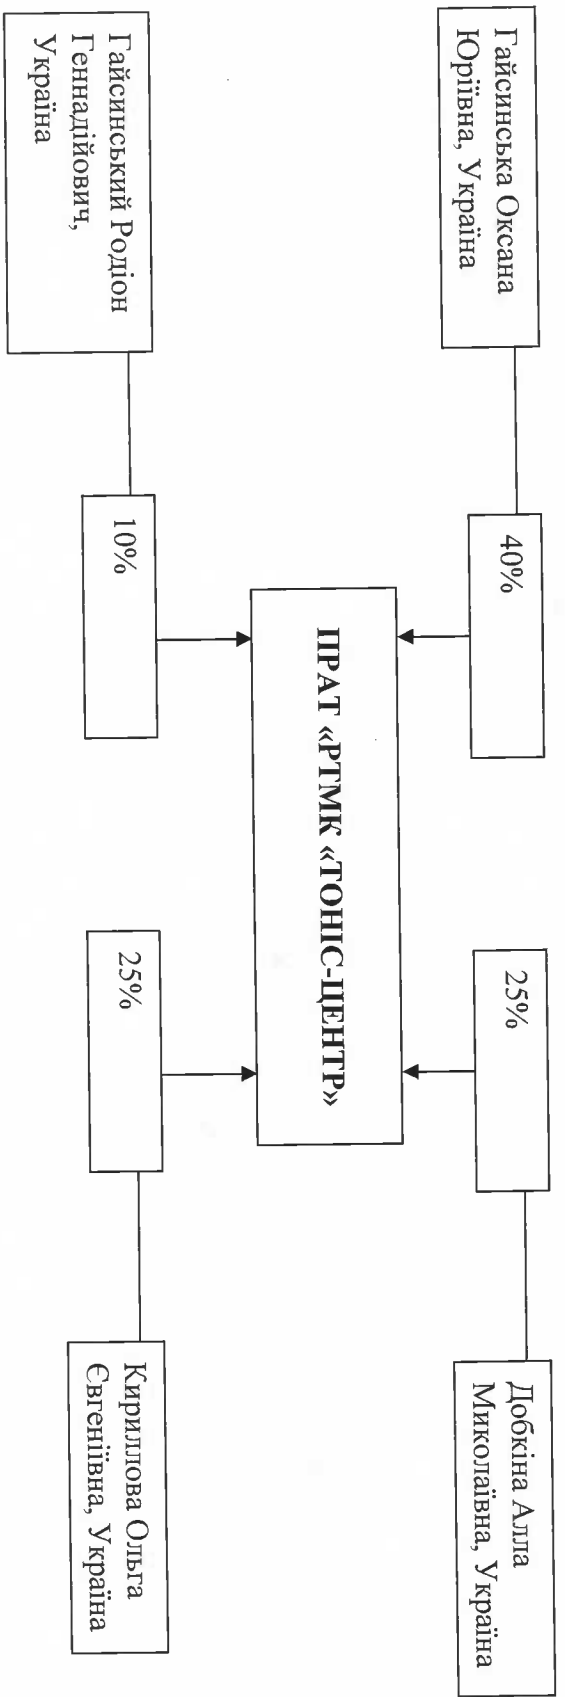 Гайсинська Оксана
Юріївна, Україна
40%
25%
Добкіна Алла
Миколаївна, Україна
ПРАТ «РТМК «ТОНІС-ЦЕНТР»
Гайсинський Родіон
Геннадійович,
Україна
10%
25%
Кириллова Ольга
Євгеніївна, Україна